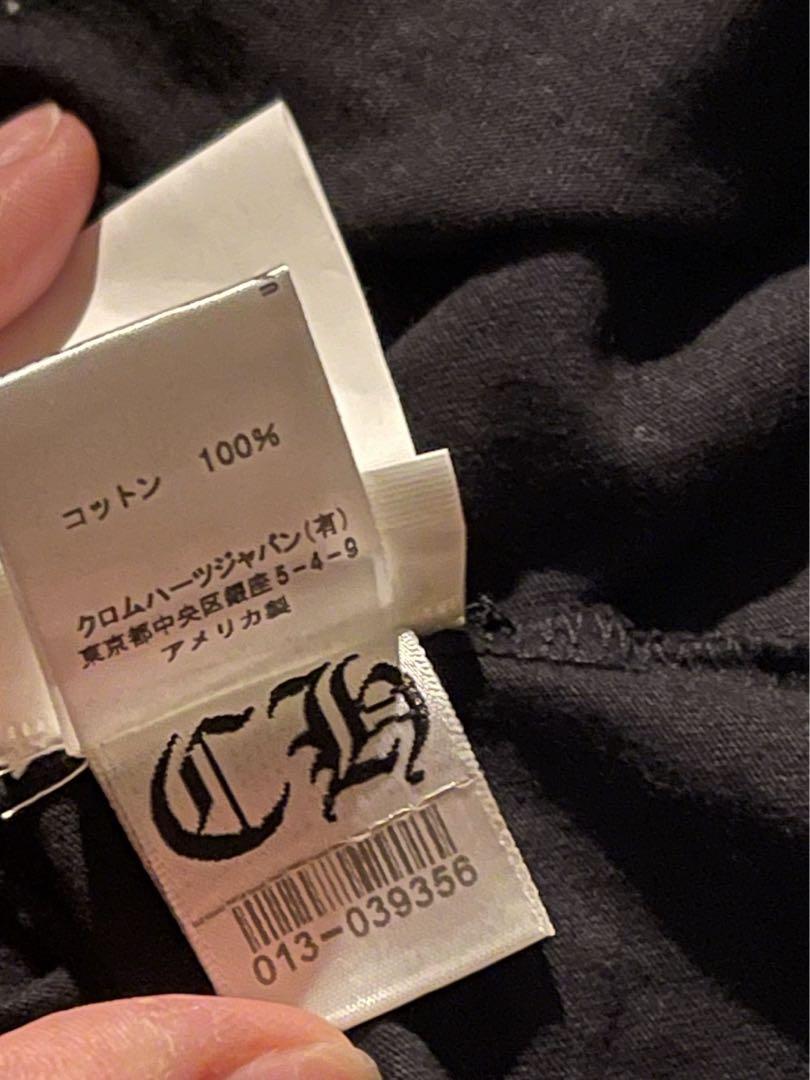 コットン 100%
クロムハーツジャパン(有)
東京都中央区銀座5-4-9
アメリカ製
CH
013-039356